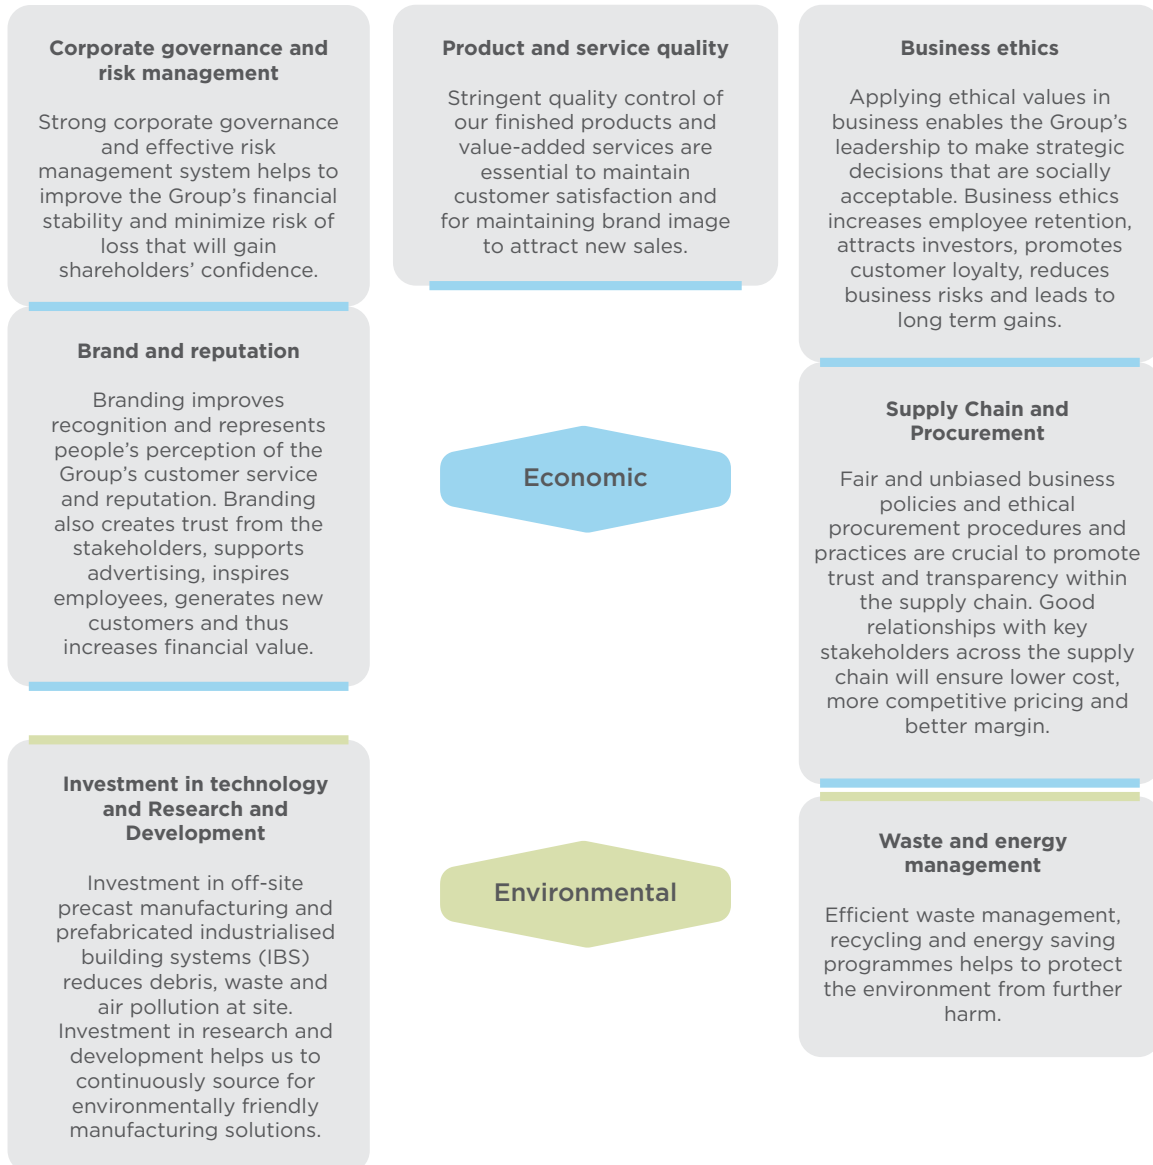 Corporate governance and
risk management
Strong corporate governance
and effective risk
management system helps to
improve the Group's financial
stability and minimize risk of
loss that will gain
shareholders' confidence.
Product and service quality
Stringent quality control of
our finished products and
value-added services are
essential to maintain
customer satisfaction and
for maintaining brand image
to attract new sales.
Business ethics
Applying ethical values in
business enables the Group's
leadership to make strategic
decisions that are socially
acceptable. Business ethics
increases employee retention,
attracts investors, promotes
customer loyalty, reduces
business risks and leads to
long term gains.
Brand and reputation
Branding improves
recognition and represents
people's perception of the
Group's customer service
and reputation. Branding
also creates trust from the
stakeholders, supports
advertising, inspires
employees, generates new
customers and thus
increases financial value.
Economic
Supply Chain and
Procurement
Fair and unbiased business
policies and ethical
procurement procedures and
practices are crucial to promote
trust and transparency within
the supply chain. Good
relationships with key
stakeholders across the supply
chain will ensure lower cost,
more competitive pricing and
better margin.
Investment in technology
and Research and
Development
Investment in off-site
precast manufacturing and
prefabricated industrialised
building systems (IBS)
reduces debris, waste and
air pollution at site.
Investment in research and
development helps us to
continuously source for
environmentally friendly
manufacturing solutions.
Environmental
Waste and energy
management
Efficient waste management,
recycling and energy saving
programmes helps to protect
the environment from further
harm.